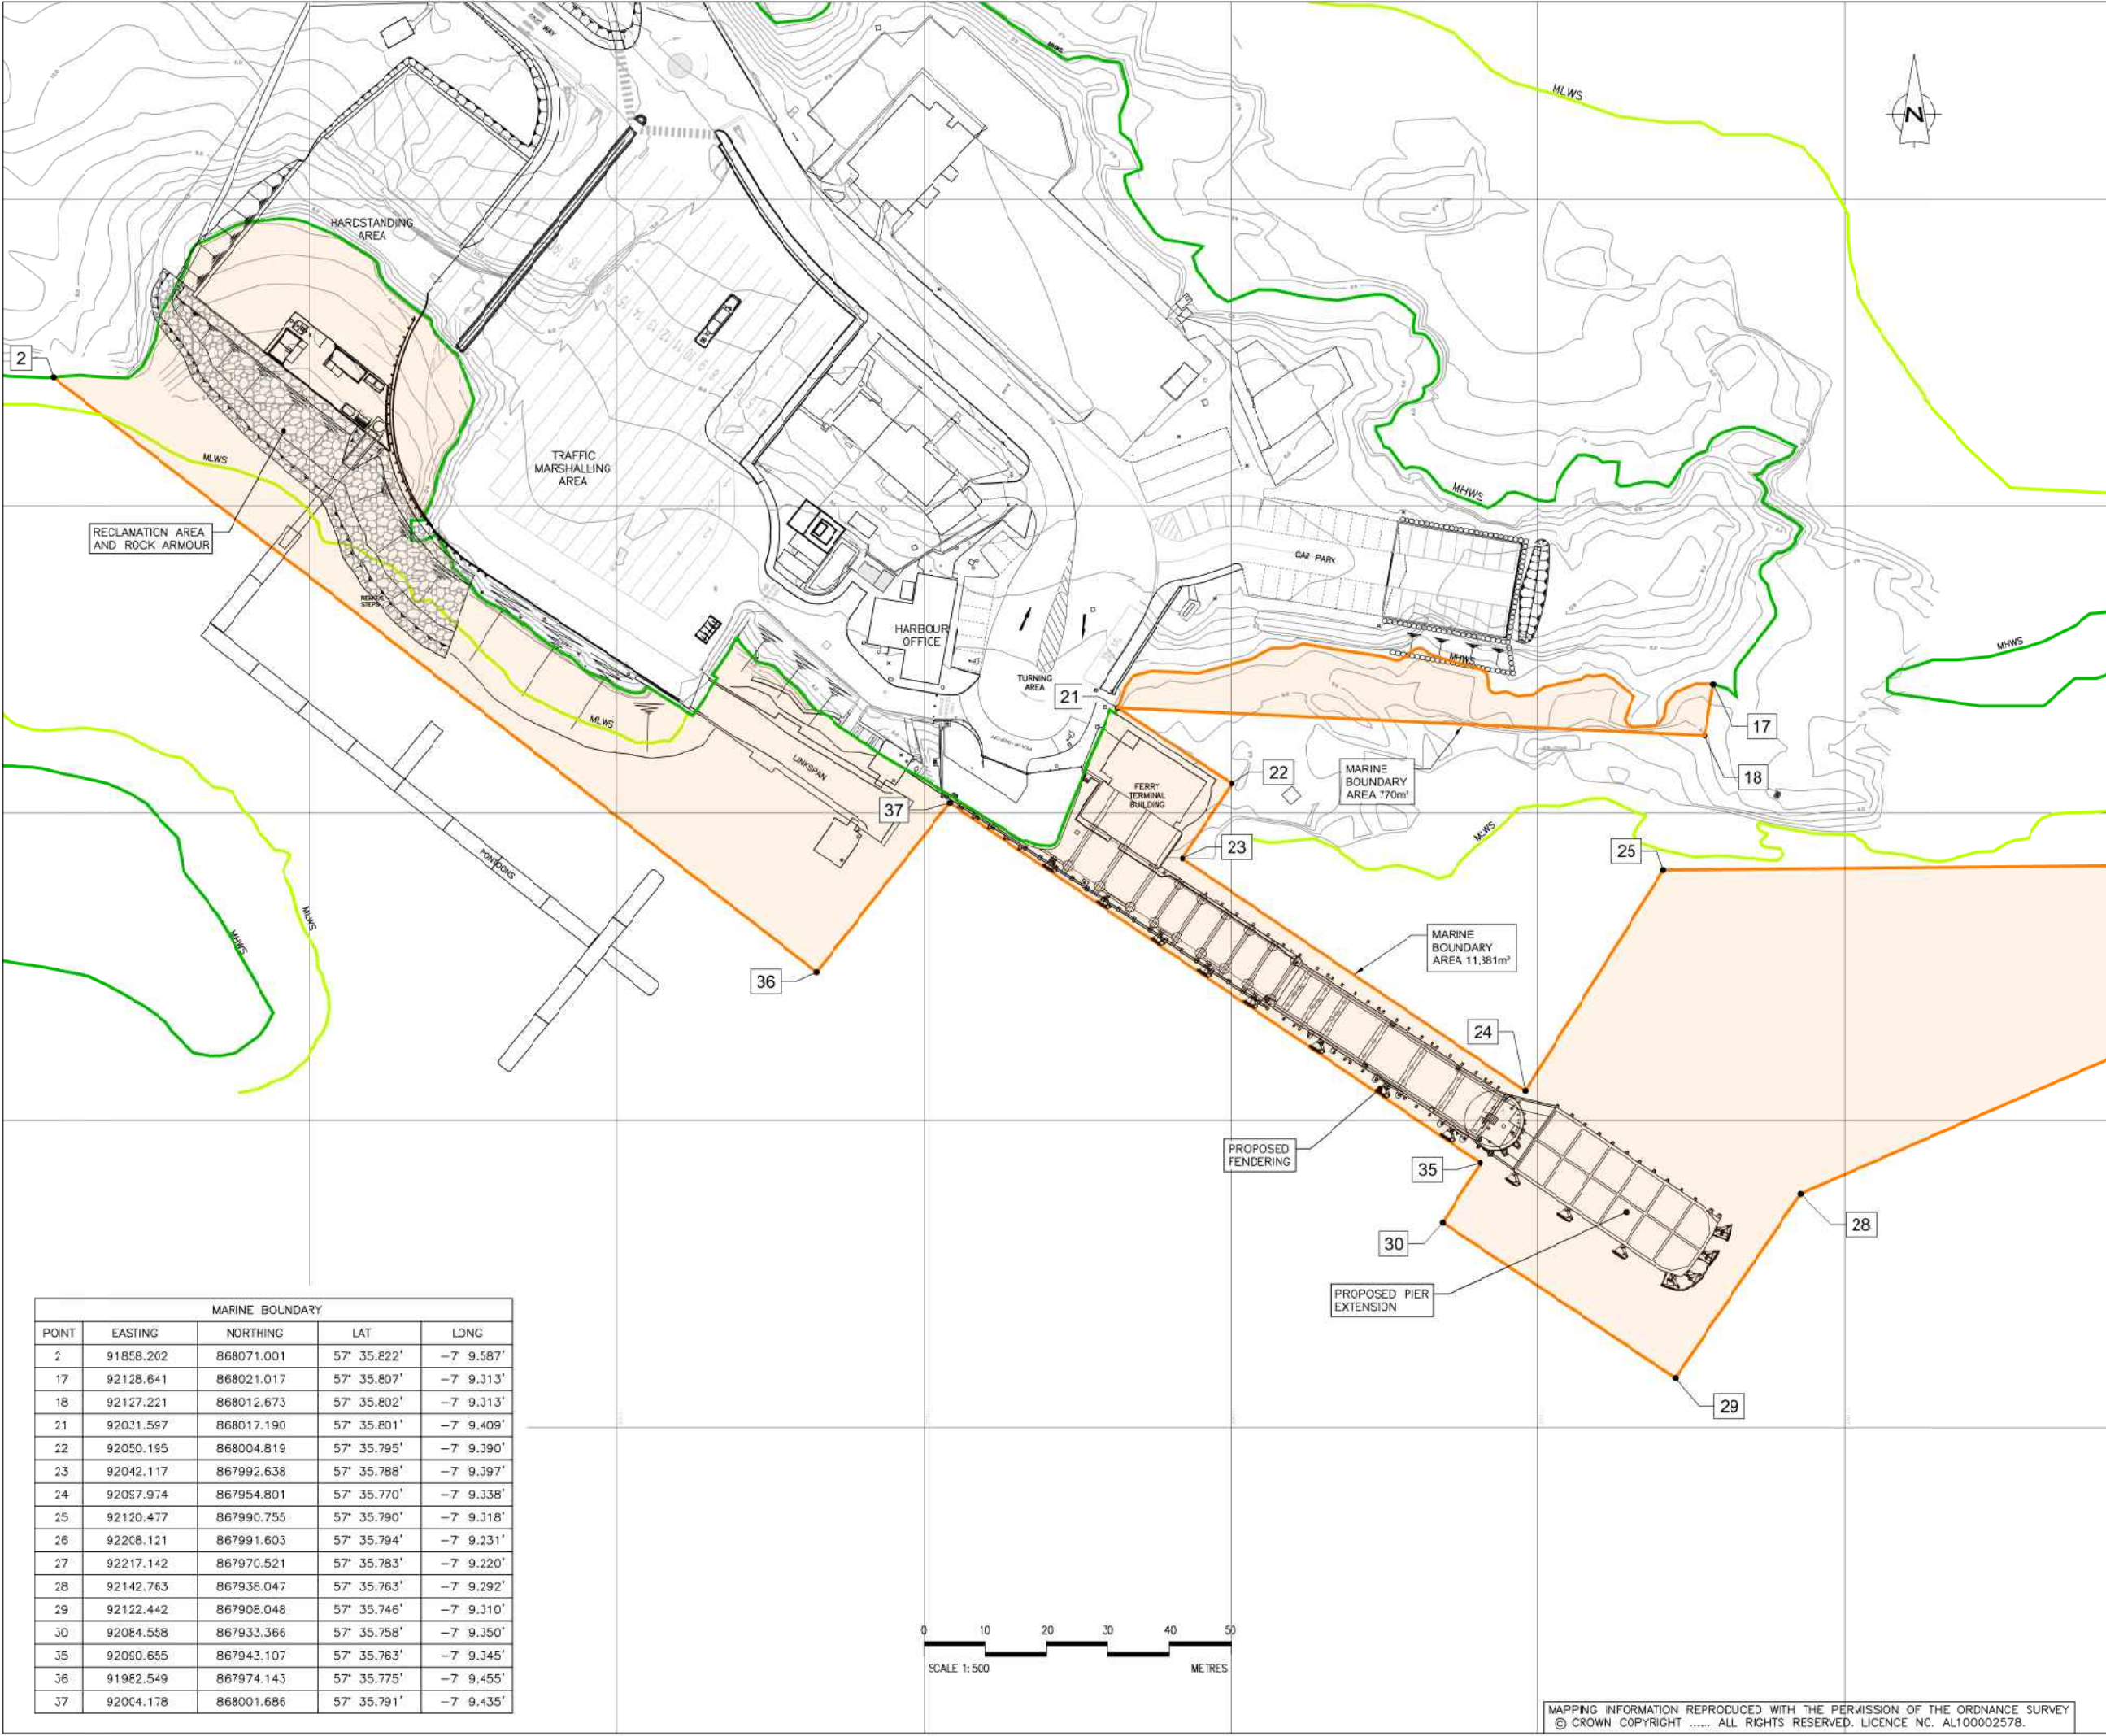 MHWS
MLWS
N
HARDSTANDING
AREA
2
MLWS
TRAFFIC
MARSHALLING
AREA
RECLAMATION AREA
AND ROCK ARMOUR
REMOVE
STEPS
HARBOUR
OFFICE
TURNING
AREA
CAR PARK
MHWS
MHWS
MHWS
21
17
18
22
MARINE
BOUNDARY
AREA 770m²
MLWS
LINKSPAN
FERRY
TERMINAL
BUILDING
37
23
MLWS
25
PONTOONS
MLWS
MHWS
36
MARINE
BOUNDARY
AREA 11,381m²
24
PROPOSED
FENDERING
35
30
28
PROPOSED PIER
EXTENSION
29
MARINE BOUNDARY
POINT EASTING NORTHING LAT LONG
2 91858.202 868071.001 57° 35.822' -7° 9.587'
17 92128.641 868021.017 57° 35.807' -7° 9.313'
18 92127.221 868012.673 57° 35.802' -7° 9.313'
21 92031.597 868017.190 57° 35.801' -7° 9.409'
22 92050.195 868004.819 57° 35.795' -7° 9.390'
23 92042.117 867992.638 57° 35.788' -7° 9.397'
24 92097.974 867954.801 57° 35.770' -7° 9.338'
25 92120.477 867990.755 57° 35.790' -7° 9.318'
26 92208.121 867991.603 57° 35.794' -7° 9.231'
27 92217.142 867970.521 57° 35.783' -7° 9.220'
28 92142.763 867938.047 57° 35.763' -7° 9.292'
29 92122.442 867908.048 57° 35.746' -7° 9.310'
30 92084.558 867933.366 57° 35.758' -7° 9.350'
35 92090.655 867943.107 57° 35.763' -7° 9.345'
36 91982.549 867974.143 57° 35.775' -7° 9.455'
37 92004.178 868001.686 57° 35.791' -7° 9.435'
0 10 20 30 40 50
SCALE 1:500 METRES
MAPPING INFORMATION REPRODUCED WITH THE PERMISSION OF THE ORDNANCE SURVEY
© CROWN COPYRIGHT ..... ALL RIGHTS RESERVED. LICENCE NO. AL100002578.